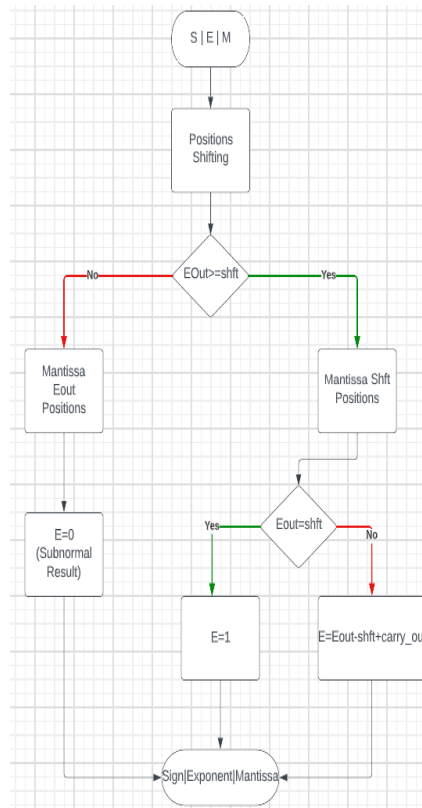 S | E | M
Positions
Shifting
EOut>=shft
No
Yes
Mantissa
Eout
Positions
Mantissa Shft
Positions
E=0
(Subnormal
Result)
Eout=shft
Yes
No
E=1
E=Eout-shft+carry_ou
Sign|Exponent|Mantissa